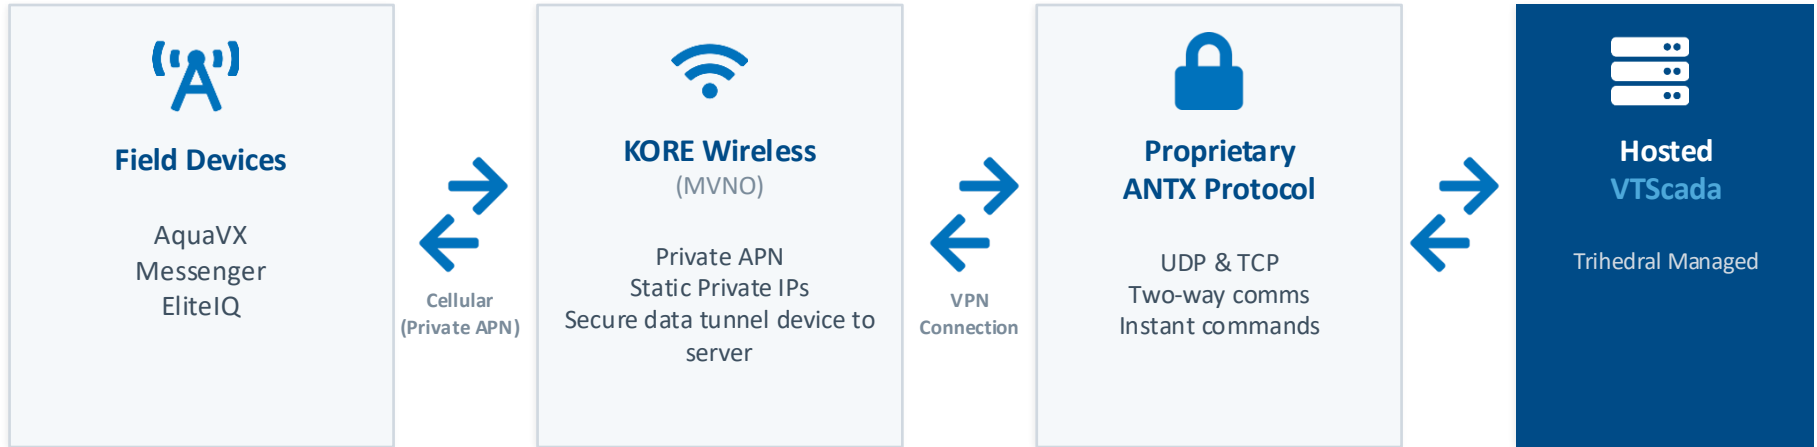 Field Devices
AquaVX
Messenger
EliteIQ
Cellular
(Private APN)
KORE Wireless
(MVNO)
Private APN
Static Private IPs
Secure data tunnel device to
server
VPN
Connection
Proprietary
ANTX Protocol
UDP & TCP
Two-way comms
Instant commands
Hosted
VTScada
Trihedral Managed